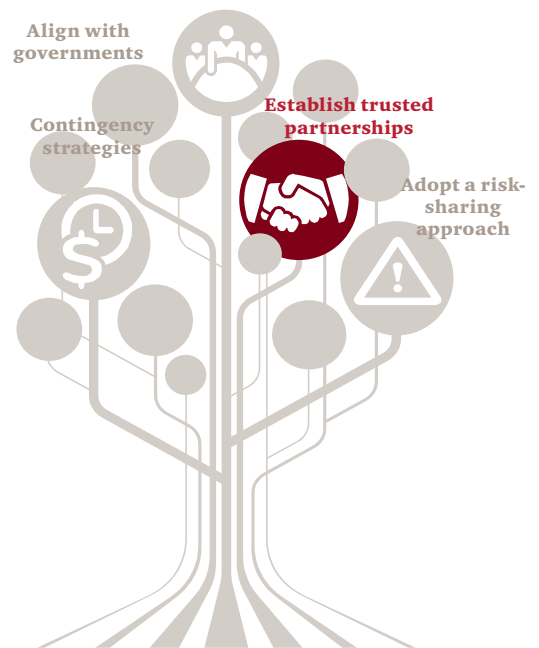 Align with
governments
Establish trusted
partnerships
Contingency
strategies
Adopt a risk-
sharing
approach
$
!